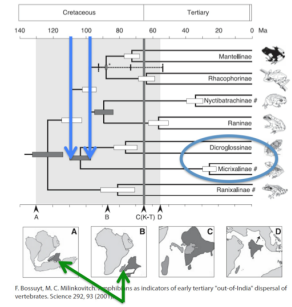 Cretaceous Tertiary
140 120 100 80 60 40 20 0 Ma
Mantellinae
Rhacophorinae
Nyctibatrachinae #
Raninae
Dicroglossinae
Micrixalinae #
Ranixalinae #
A B C(K-T) D
A B C D
F. Bossuyt, M. C. Milinkovitch, Amphibians as indicators of early tertiary "out-of-India" dispersal of
vertebrates. Science 292, 93 (2001)